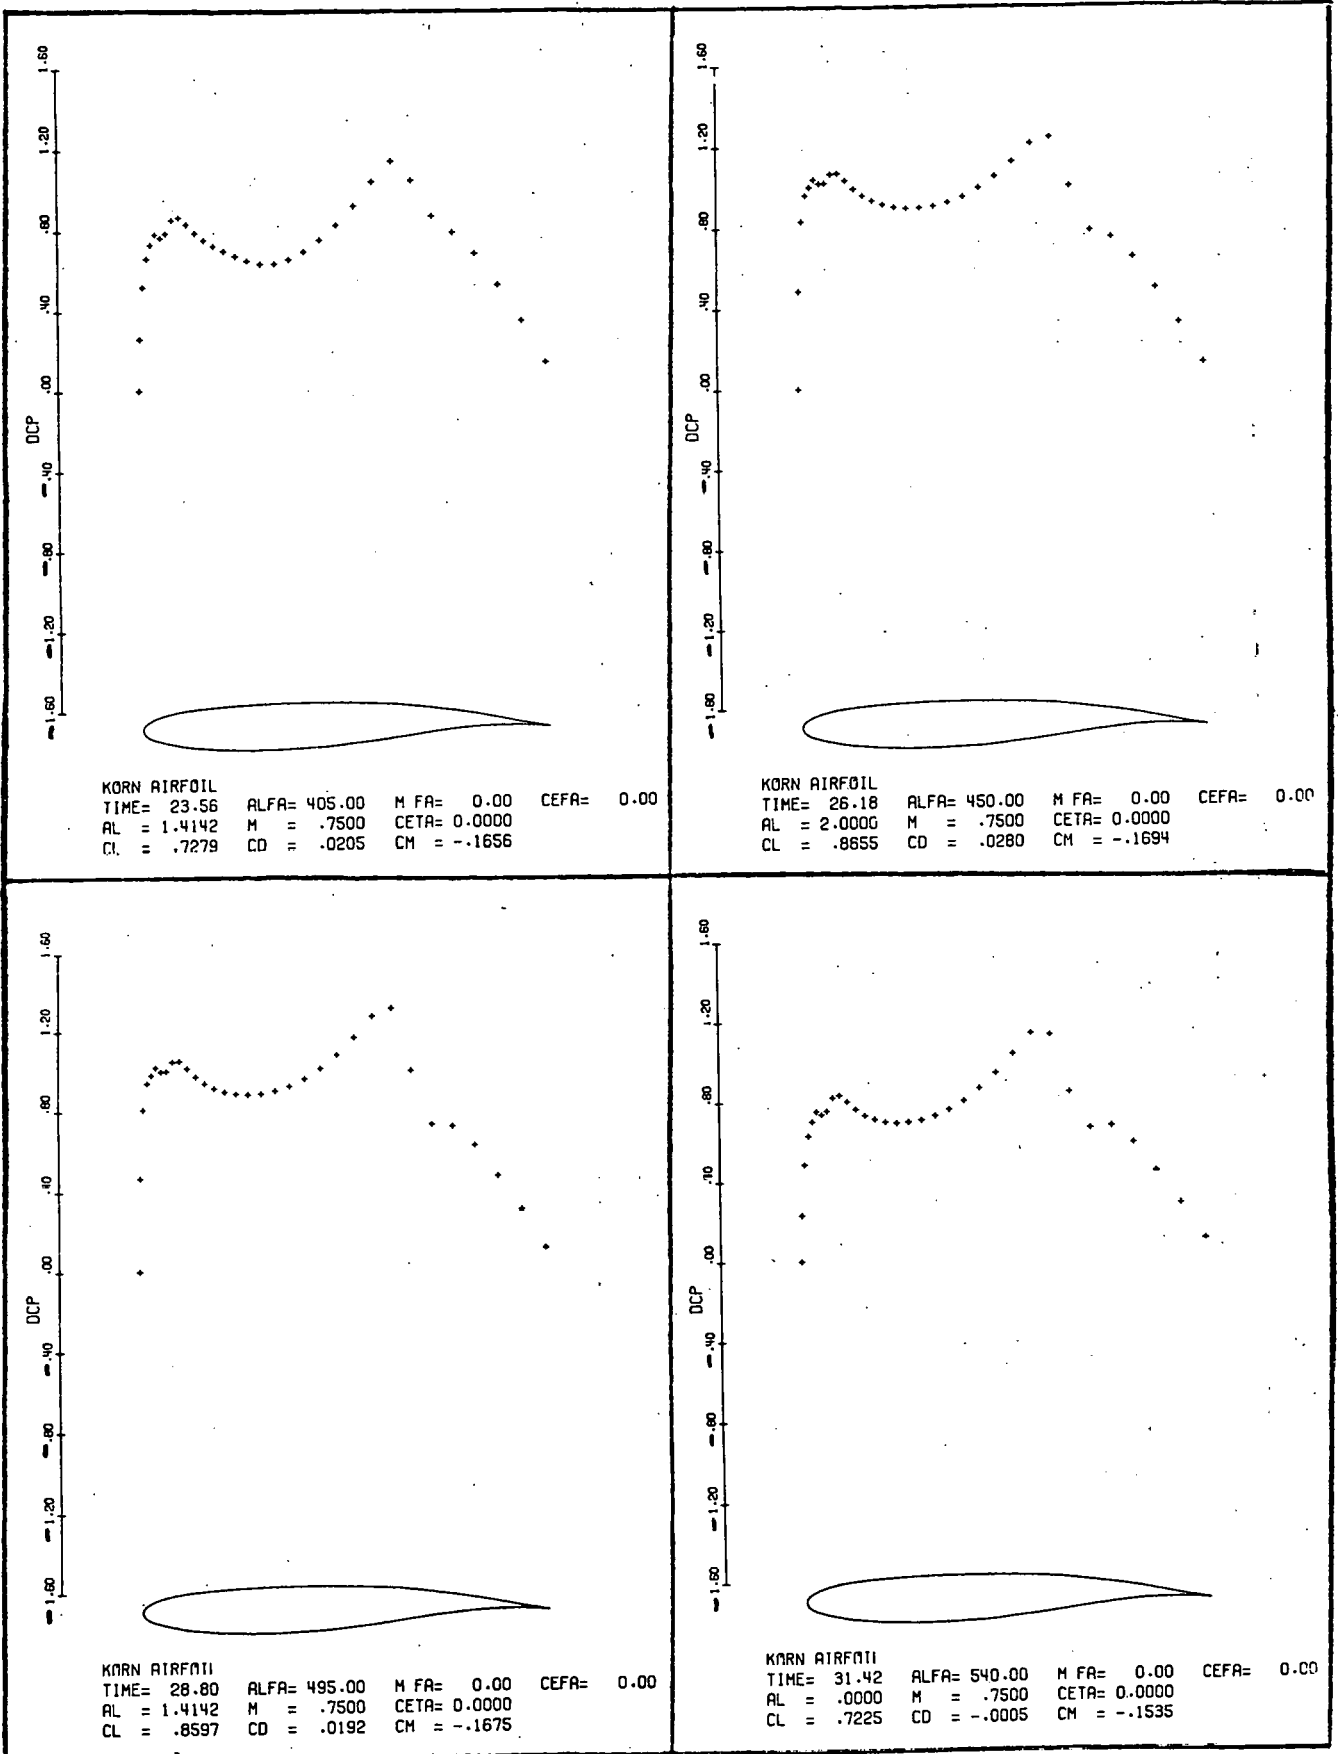 1.60
1.20
.80
.40
.00
DCP
-.40
-.80
-1.20
-1.60
KORN AIRFOIL
TIME= 23.56 ALFA= 405.00 M FA= 0.00 CEFA= 0.00
AL = 1.4142 M = .7500 CETA= 0.0000
CL = .7279 CD = .0205 CM = -.1656
1.60
1.20
.80
.40
.00
DCP
-.40
-.80
-1.20
-1.60
KORN AIRFOIL
TIME= 26.18 ALFA= 450.00 M FA= 0.00 CEFA= 0.00
AL = 2.0000 M = .7500 CETA= 0.0000
CL = .8655 CD = .0280 CM = -.1694
1.60
1.20
.80
.40
.00
DCP
-.40
-.80
-1.20
-1.60
KORN AIRFOIL
TIME= 28.80 ALFA= 495.00 M FA= 0.00 CEFA= 0.00
AL = 1.4142 M = .7500 CETA= 0.0000
CL = .8597 CD = .0192 CM = -.1675
1.60
1.20
.80
.40
.00
DCP
-.40
-.80
-1.20
-1.60
KORN AIRFOIL
TIME= 31.42 ALFA= 540.00 M FA= 0.00 CEFA= 0.00
AL = .0000 M = .7500 CETA= 0.0000
CL = .7225 CD = -.0005 CM = -.1535